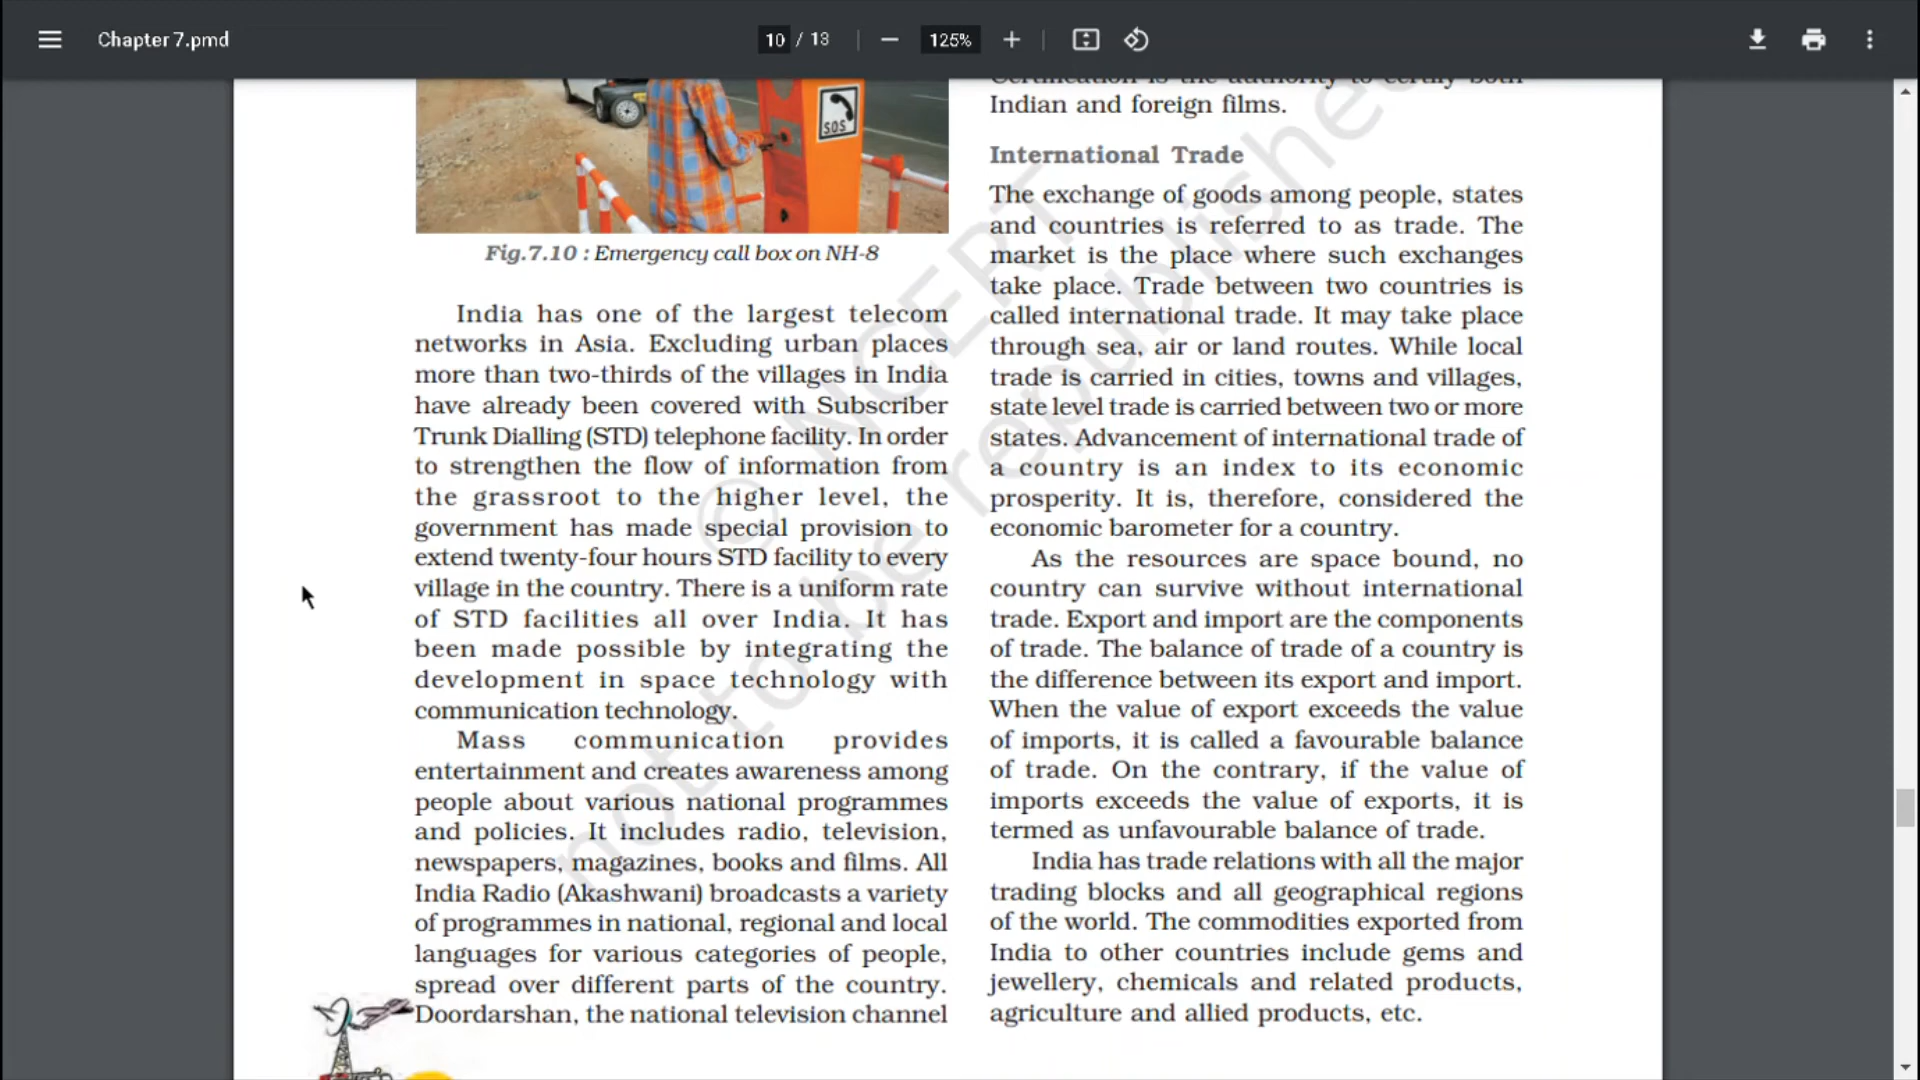 Chapter 7.pmd
10 / 13
125%
SOS
Fig.7.10 : Emergency call box on NH-8
India has one of the largest telecom
networks in Asia. Excluding urban places
more than two-thirds of the villages in India
have already been covered with Subscriber
Trunk Dialling (STD) telephone facility. In order
to strengthen the flow of information from
the grassroot to the higher level, the
government has made special provision to
extend twenty-four hours STD facility to every
village in the country. There is a uniform rate
of STD facilities all over India. It has
been made possible by integrating the
development in space technology with
communication technology.
Mass communication provides
entertainment and creates awareness among
people about various national programmes
and policies. It includes radio, television,
newspapers, magazines, books and films. All
India Radio (Akashwani) broadcasts a variety
of programmes in national, regional and local
languages for various categories of people,
spread over different parts of the country.
Doordarshan, the national television channel
Certification is the authority to certify both
Indian and foreign films.
International Trade
The exchange of goods among people, states
and countries is referred to as trade. The
market is the place where such exchanges
take place. Trade between two countries is
called international trade. It may take place
through sea, air or land routes. While local
trade is carried in cities, towns and villages,
state level trade is carried between two or more
states. Advancement of international trade of
a country is an index to its economic
prosperity. It is, therefore, considered the
economic barometer for a country.
As the resources are space bound, no
country can survive without international
trade. Export and import are the components
of trade. The balance of trade of a country is
the difference between its export and import.
When the value of export exceeds the value
of imports, it is called a favourable balance
of trade. On the contrary, if the value of
imports exceeds the value of exports, it is
termed as unfavourable balance of trade.
India has trade relations with all the major
trading blocks and all geographical regions
of the world. The commodities exported from
India to other countries include gems and
jewellery, chemicals and related products,
agriculture and allied products, etc.
© NCERT
not to be republished